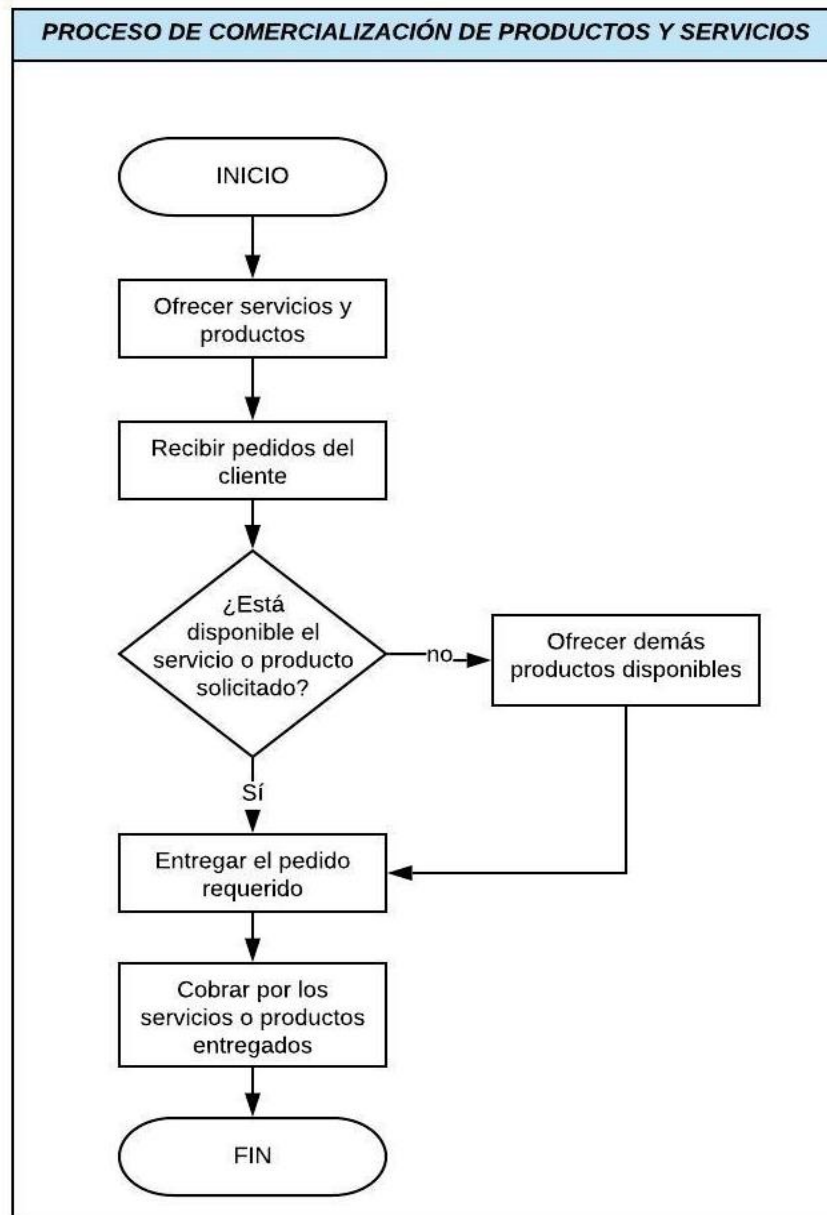 PROCESO DE COMERCIALIZACIÓN DE PRODUCTOS Y SERVICIOS
INICIO
Ofrecer servicios y
productos
Recibir pedidos del
cliente
¿Está
disponible el
servicio o producto
solicitado?
no
Ofrecer demás
productos disponibles
Sí
Entregar el pedido
requerido
Cobrar por los
servicios o productos
entregados
FIN